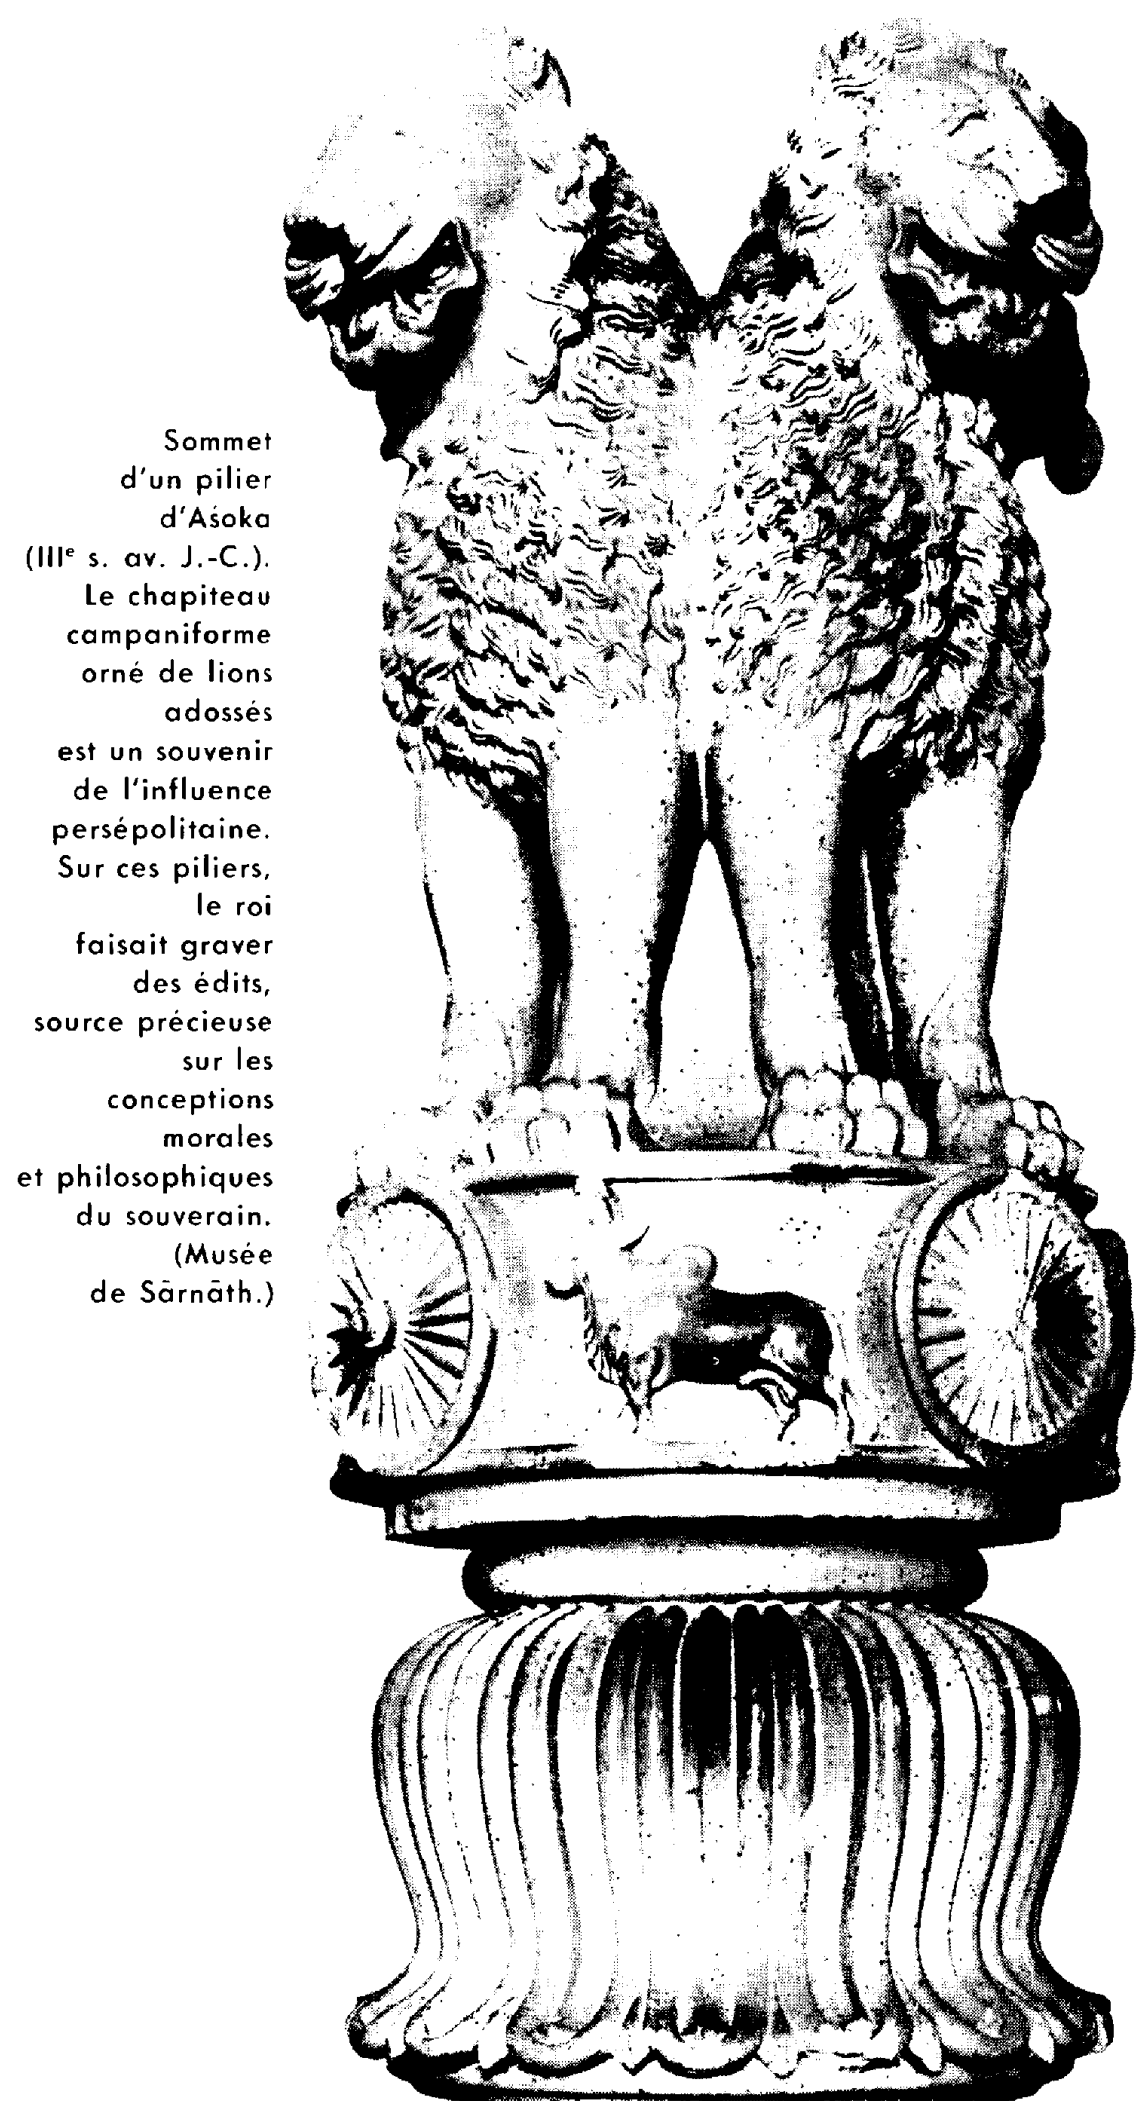 Sommet
d'un pilier
d'Aśoka
(IIIᵉ s. av. J.-C.).
Le chapiteau
campaniforme
orné de lions
adossés
est un souvenir
de l'influence
persépolitaine.
Sur ces piliers,
le roi
faisait graver
des édits,
source précieuse
sur les
conceptions
morales
et philosophiques
du souverain.
(Musée
de Sārnāth.)